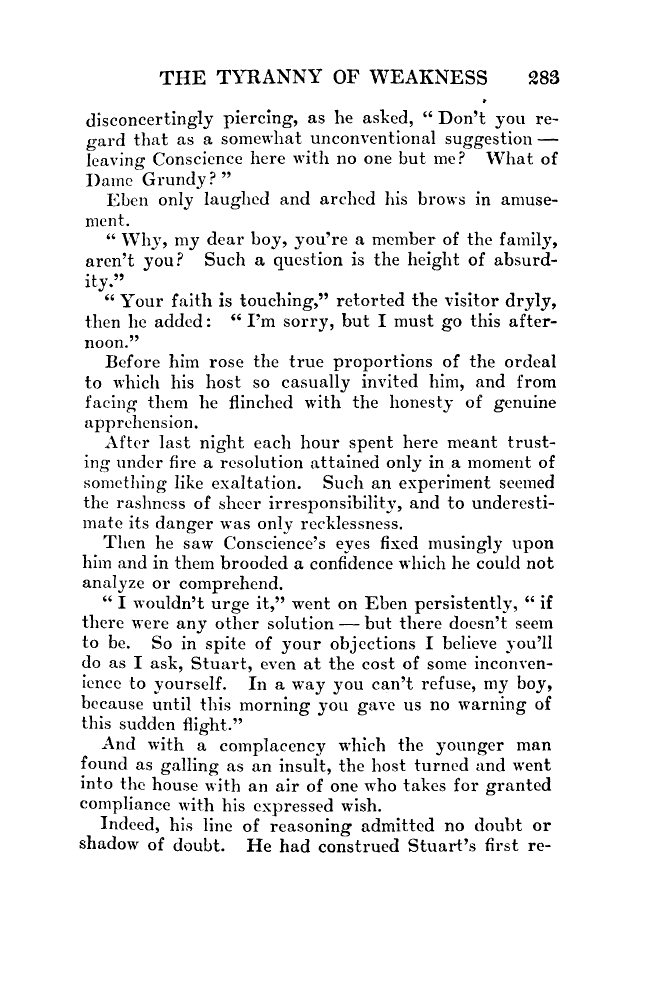 THE TYRANNY OF WEAKNESS 283
disconcertingly piercing, as he asked, “ Don’t you re-
gard that as a somewhat unconventional suggestion —
leaving Conscience here with no one but me? What of
Dame Grundy? ”
Eben only laughed and arched his brows in amuse-
ment.
“ Why, my dear boy, you’re a member of the family,
aren’t you? Such a question is the height of absurd-
ity.”
“ Your faith is touching,” retorted the visitor dryly,
then he added: “ I’m sorry, but I must go this after-
noon.”
Before him rose the true proportions of the ordeal
to which his host so casually invited him, and from
facing them he flinched with the honesty of genuine
apprehension.
After last night each hour spent here meant trust-
ing under fire a resolution attained only in a moment of
something like exaltation. Such an experiment seemed
the rashness of sheer irresponsibility, and to underesti-
mate its danger was only recklessness.
Then he saw Conscience’s eyes fixed musingly upon
him and in them brooded a confidence which he could not
analyze or comprehend.
“ I wouldn’t urge it,” went on Eben persistently, “ if
there were any other solution — but there doesn’t seem
to be. So in spite of your objections I believe you’ll
do as I ask, Stuart, even at the cost of some inconven-
ience to yourself. In a way you can’t refuse, my boy,
because until this morning you gave us no warning of
this sudden flight.”
And with a complacency which the younger man
found as galling as an insult, the host turned and went
into the house with an air of one who takes for granted
compliance with his expressed wish.
Indeed, his line of reasoning admitted no doubt or
shadow of doubt. He had construed Stuart’s first re-